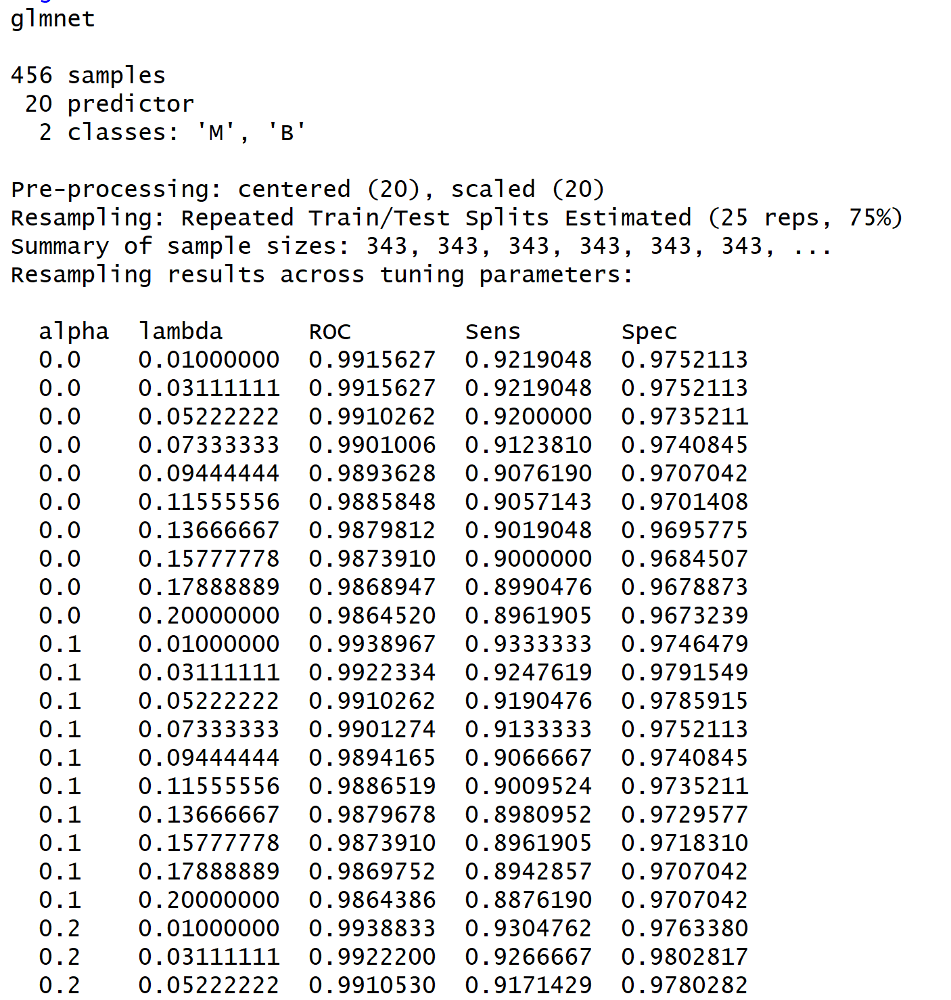 glmnet
456 samples
20 predictor
2 classes: 'M', 'B'
Pre-processing: centered (20), scaled (20)
Resampling: Repeated Train/Test Splits Estimated (25 reps, 75%)
Summary of sample sizes: 343, 343, 343, 343, 343, 343, ...
Resampling results across tuning parameters:
alpha lambda ROC Sens Spec
0.0 0.01000000 0.9915627 0.9219048 0.9752113
0.0 0.03111111 0.9915627 0.9219048 0.9752113
0.0 0.05222222 0.9910262 0.9200000 0.9735211
0.0 0.07333333 0.9901006 0.9123810 0.9740845
0.0 0.09444444 0.9893628 0.9076190 0.9707042
0.0 0.11555556 0.9885848 0.9057143 0.9701408
0.0 0.13666667 0.9879812 0.9019048 0.9695775
0.0 0.15777778 0.9873910 0.9000000 0.9684507
0.0 0.17888889 0.9868947 0.8990476 0.9678873
0.0 0.20000000 0.9864520 0.8961905 0.9673239
0.1 0.01000000 0.9938967 0.9333333 0.9746479
0.1 0.03111111 0.9922334 0.9247619 0.9791549
0.1 0.05222222 0.9910262 0.9190476 0.9785915
0.1 0.07333333 0.9901274 0.9133333 0.9752113
0.1 0.09444444 0.9894165 0.9066667 0.9740845
0.1 0.11555556 0.9886519 0.9009524 0.9735211
0.1 0.13666667 0.9879678 0.8980952 0.9729577
0.1 0.15777778 0.9873910 0.8961905 0.9718310
0.1 0.17888889 0.9869752 0.8942857 0.9707042
0.1 0.20000000 0.9864386 0.8876190 0.9707042
0.2 0.01000000 0.9938833 0.9304762 0.9763380
0.2 0.03111111 0.9922200 0.9266667 0.9802817
0.2 0.05222222 0.9910530 0.9171429 0.9780282